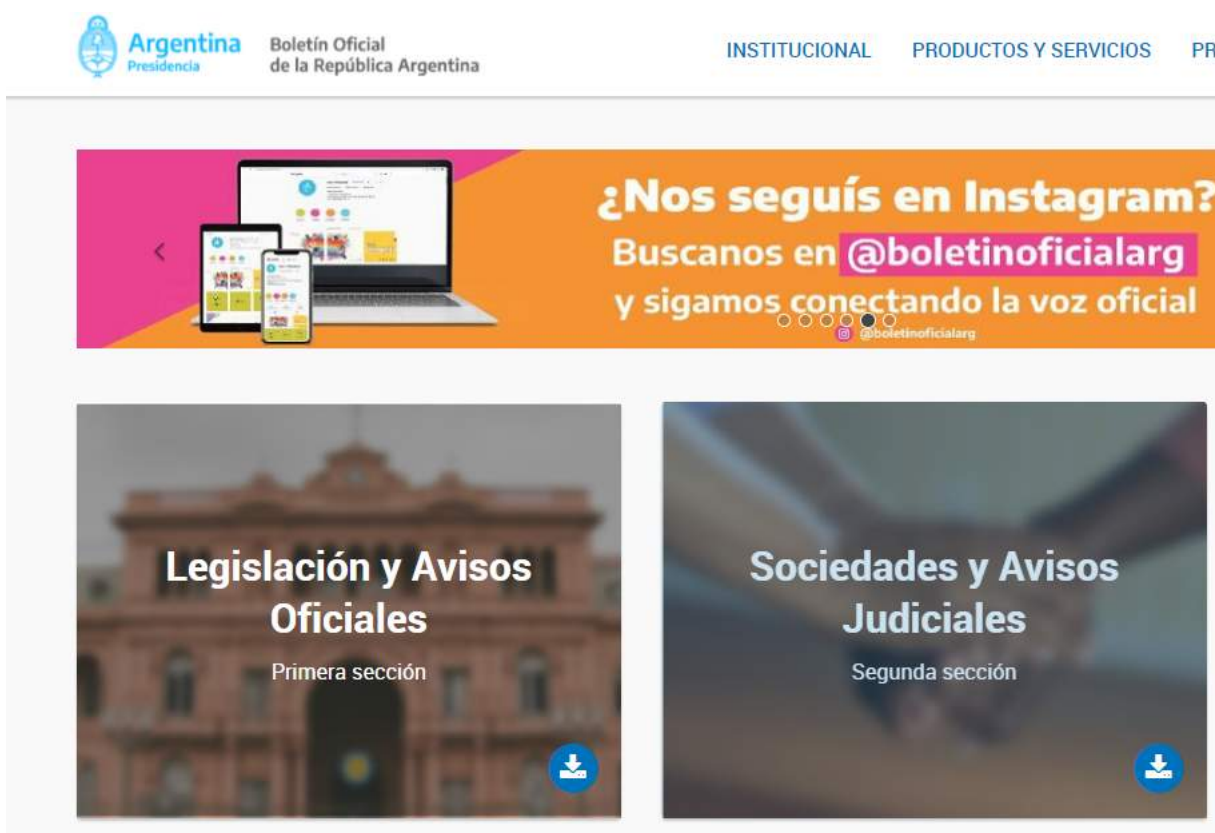 Argentina
Presidencia
Boletín Oficial
de la República Argentina
INSTITUCIONAL
PRODUCTOS Y SERVICIOS
PR
¿Nos seguís en Instagram?
Buscanos en @boletinoficialarg
y sigamos conectando la voz oficial
@boletinoficialarg
Legislación y Avisos
Oficiales
Primera sección
Sociedades y Avisos
Judiciales
Segunda sección